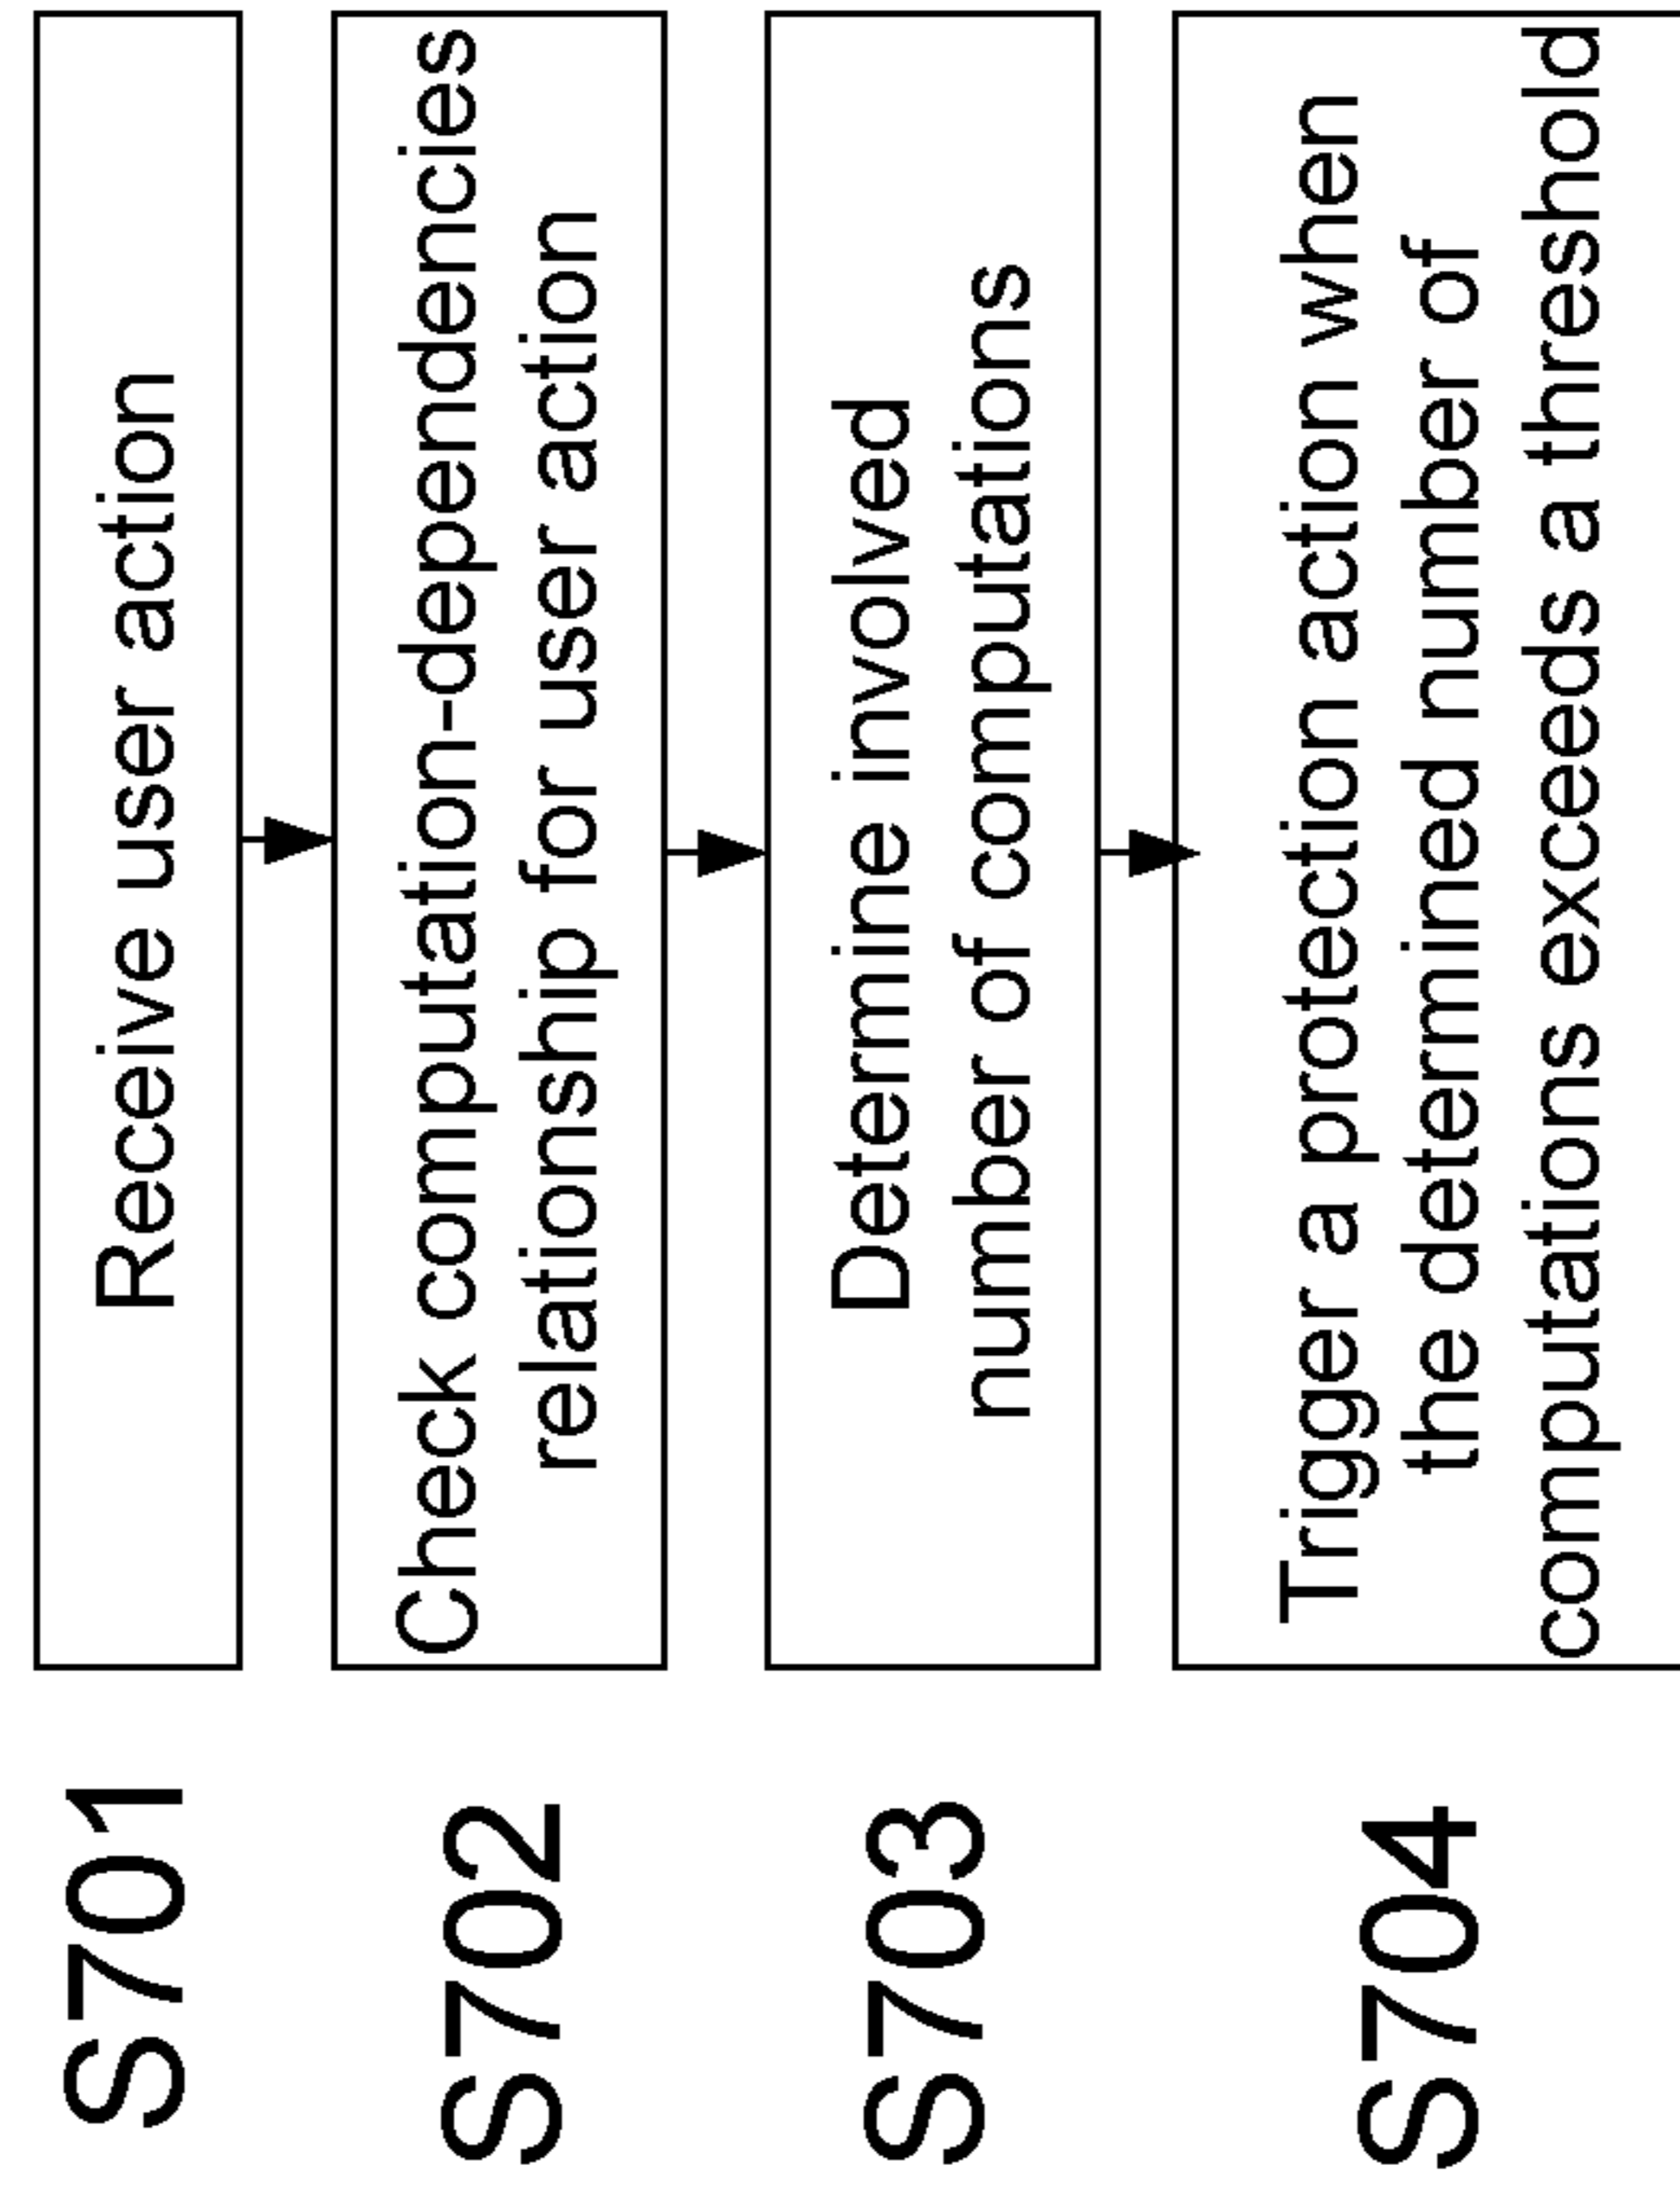 S701
Receive user action
S702
Check computation-dependencies
relationship for user action
S703
Determine involved
number of computations
S704
Trigger a protection action when
the determined number of
computations exceeds a threshold